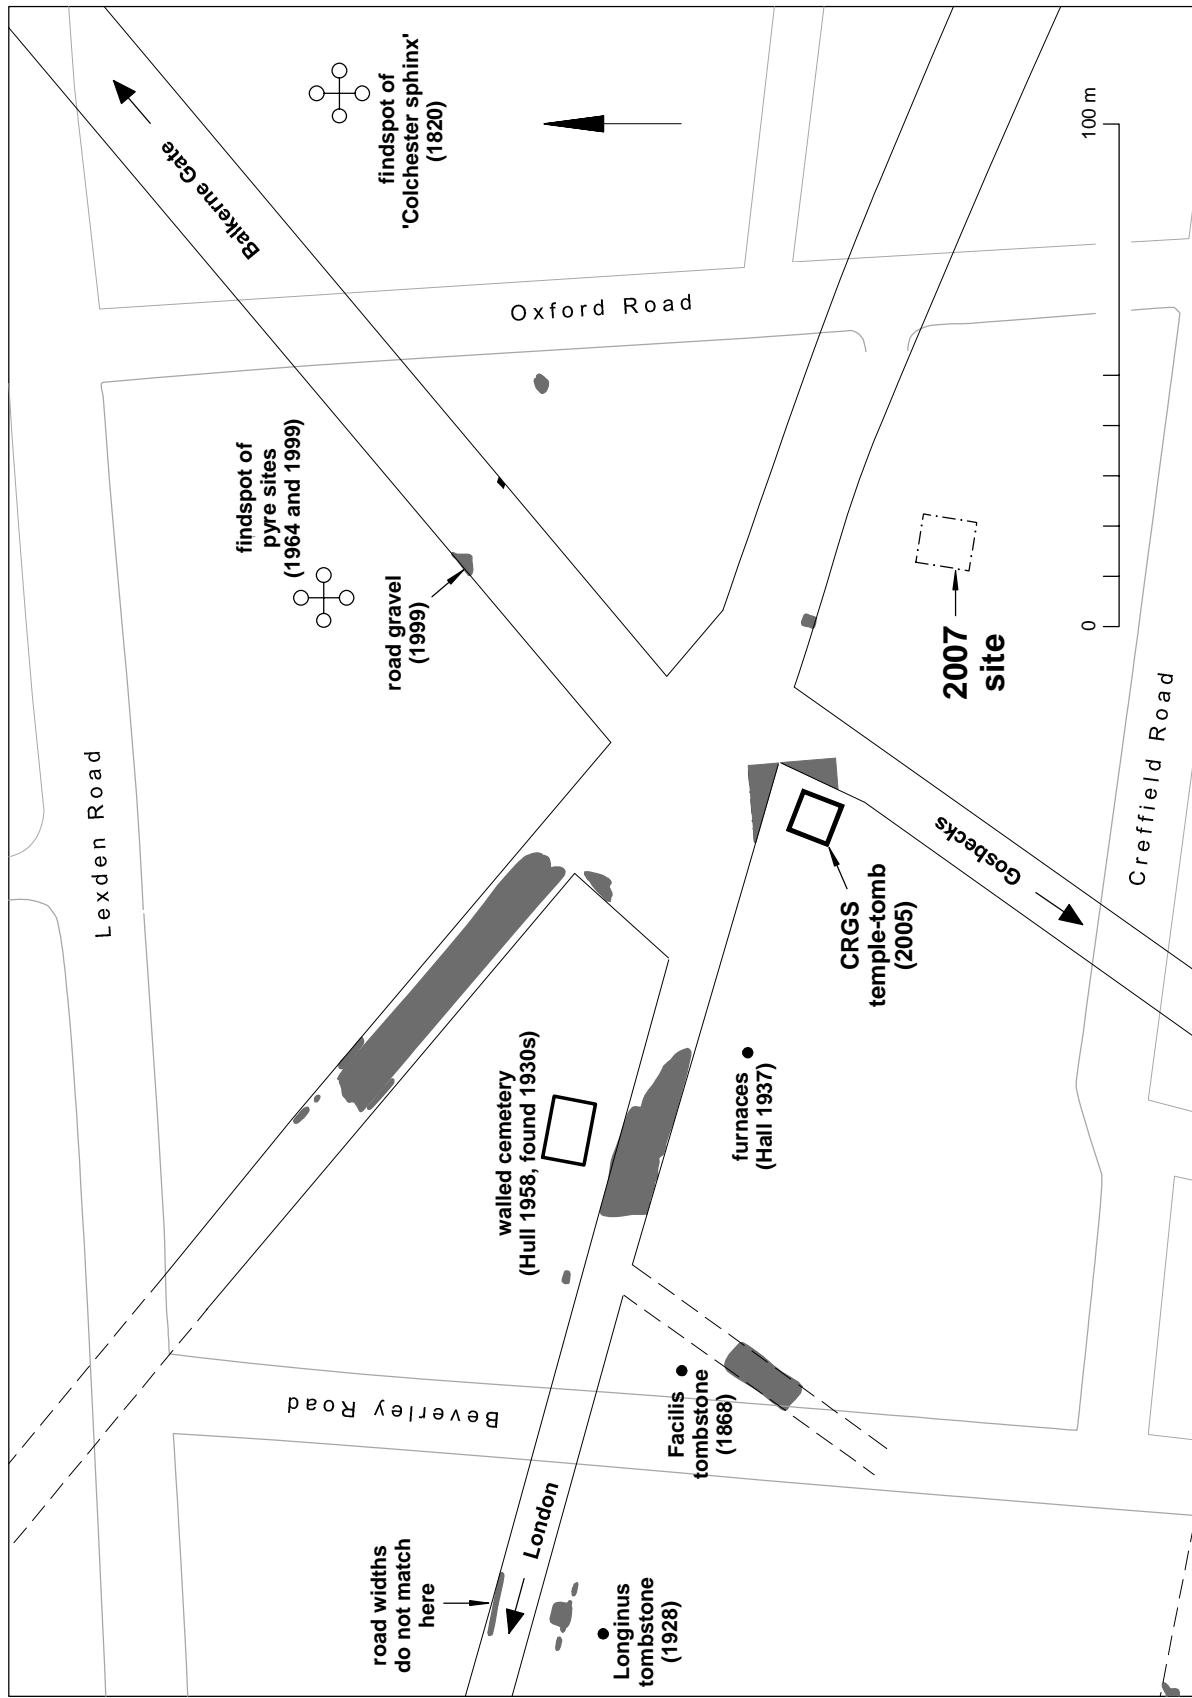 Lexden Road
Balkerne Gate
findspot of
'Colchester sphinx'
(1820)
findspot of
pyre sites
(1964 and 1999)
Oxford Road
road gravel
(1999)
walled cemetery
(Hull 1958, found 1930s)
Beverley Road
road widths
do not match
here
London
Longinus
tombstone
(1928)
Facilis
tombstone
(1868)
furnaces
(Hall 1937)
CRGS
temple-tomb
(2005)
Gosbecks
2007
site
Creffield Road
0
100 m